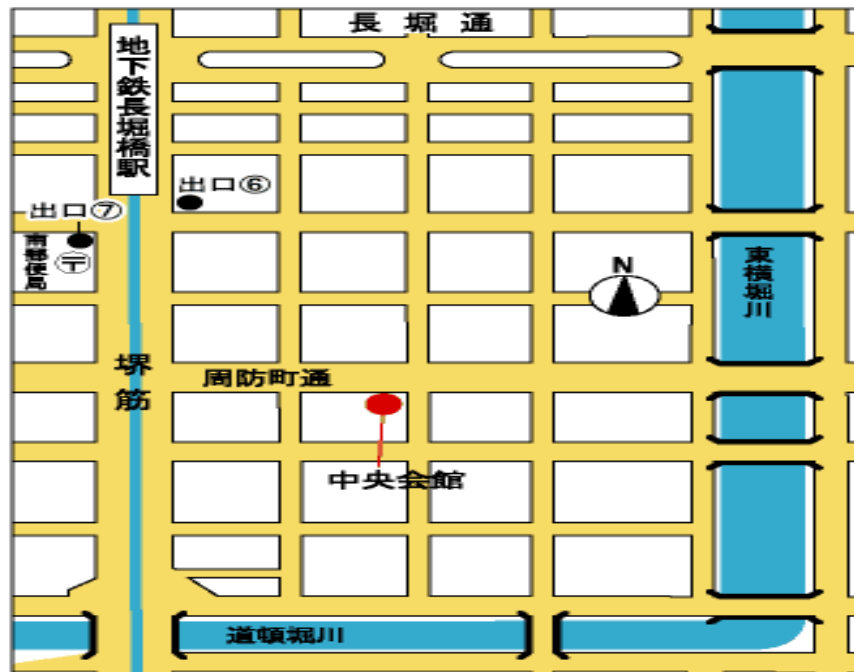 長堀通
地下鉄長堀橋駅
出口⑥
出口⑦
南郵便局
〒
N
東横堀川
堺筋
周防町通
中央会館
道頓堀川